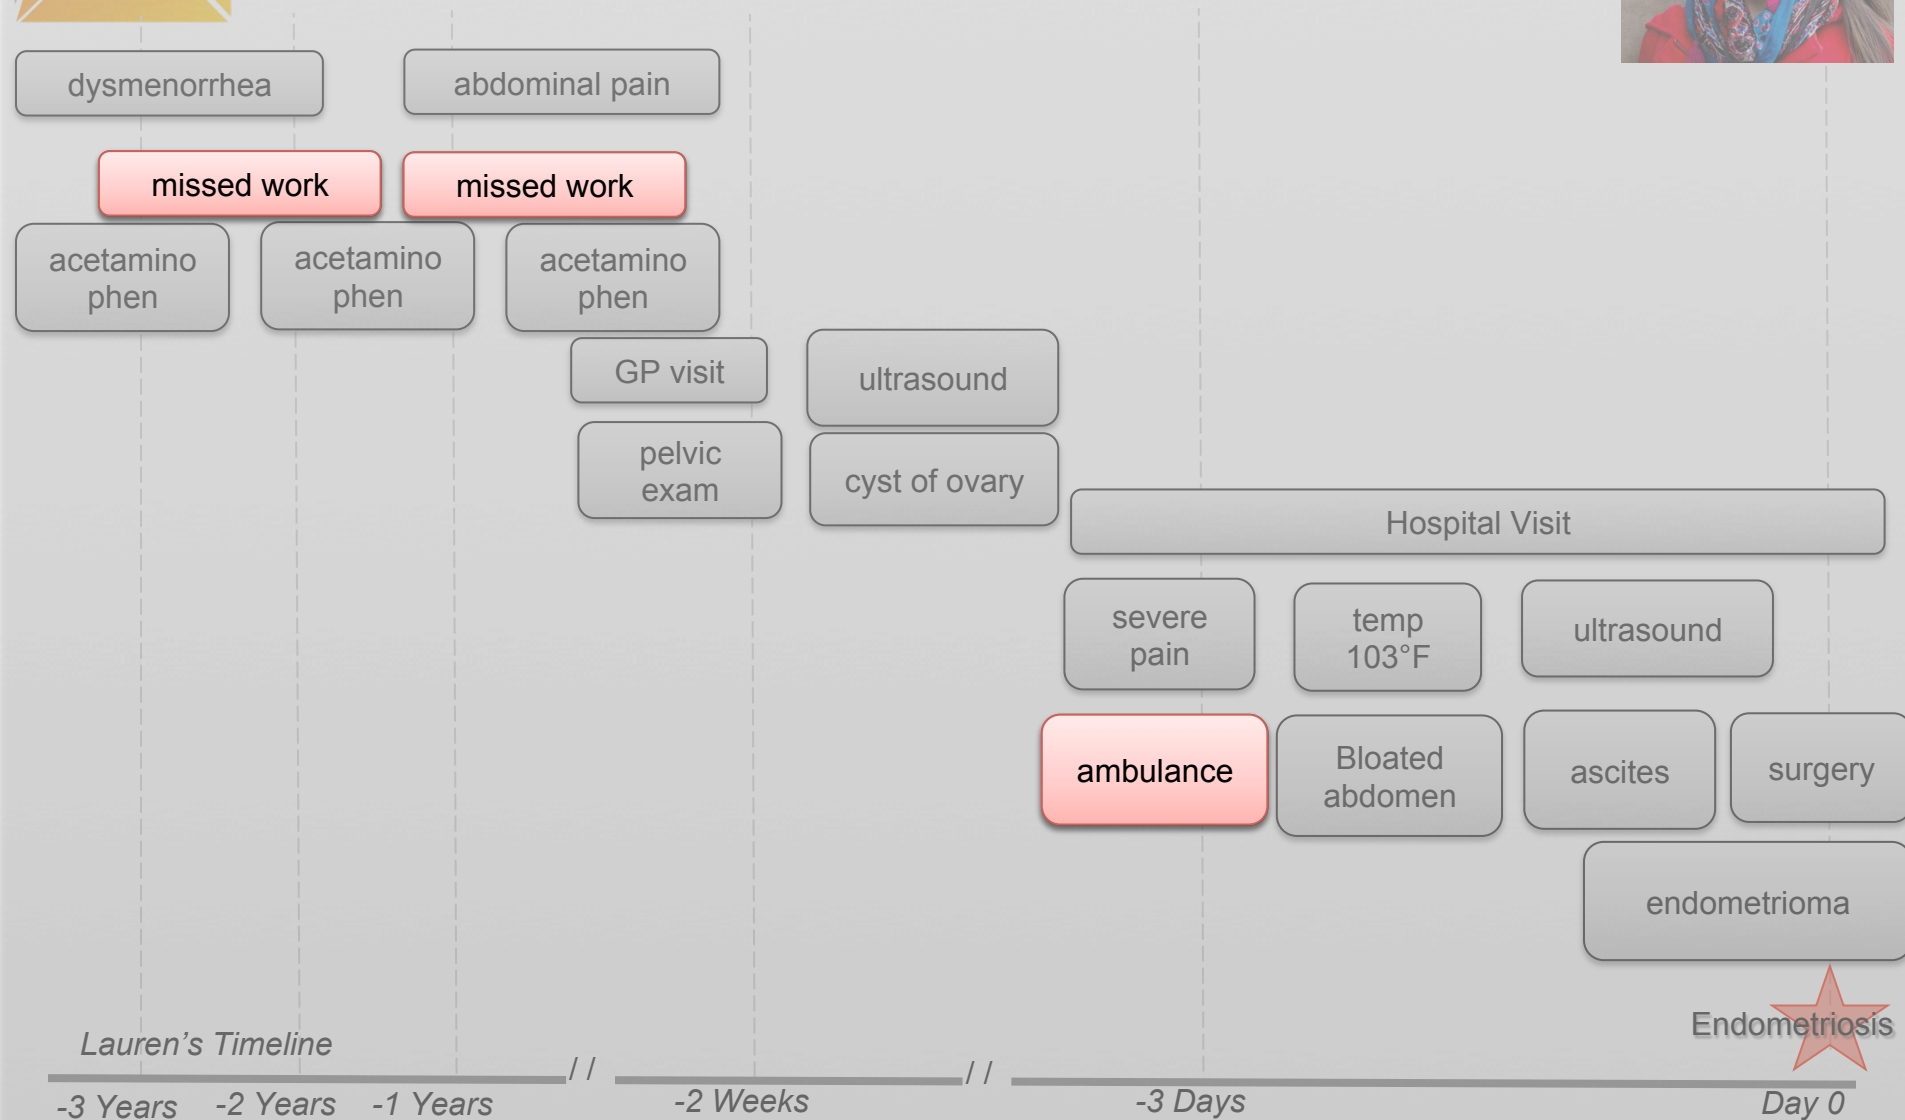 dysmenorrhea
abdominal pain
missed work
missed work
acetamino
phen
acetamino
phen
acetamino
phen
GP visit
ultrasound
pelvic
exam
cyst of ovary
Hospital Visit
severe
pain
temp
103°F
ultrasound
ambulance
Bloated
abdomen
ascites
surgery
endometrioma
Endometriosis
Lauren's Timeline
//
//
-3 Years
-2 Years
-1 Years
-2 Weeks
-3 Days
Day 0